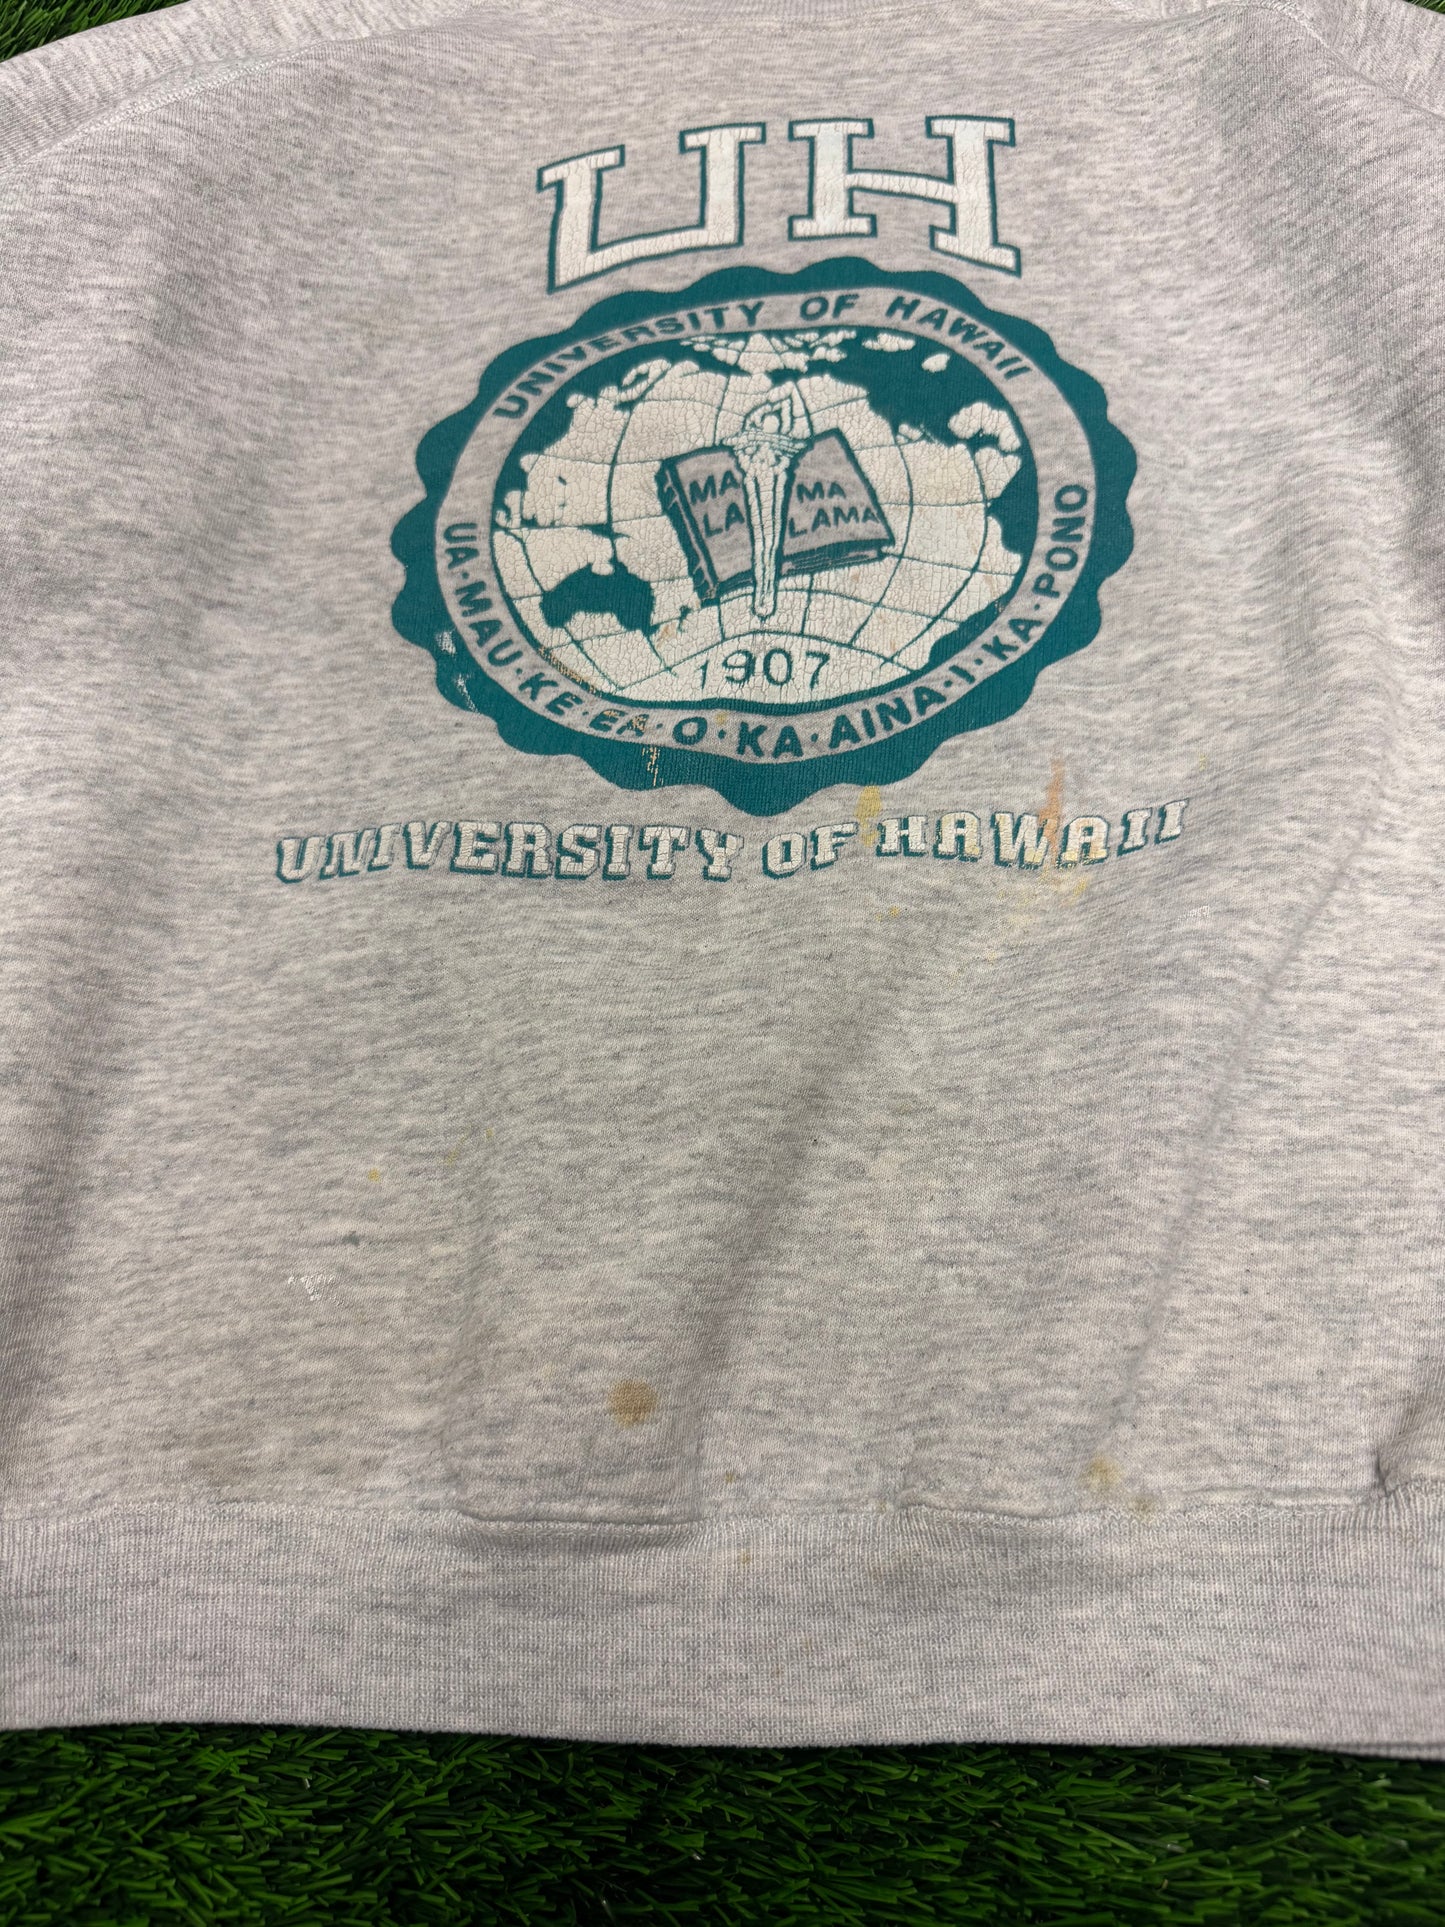 UH
UNIVERSITY OF HAWAII
MA
LA
MA
LAMA
1907
UA·MAU·KE·EA·O·KA·AINA·I·KA·PONO
UNIVERSITY OF HAWAII